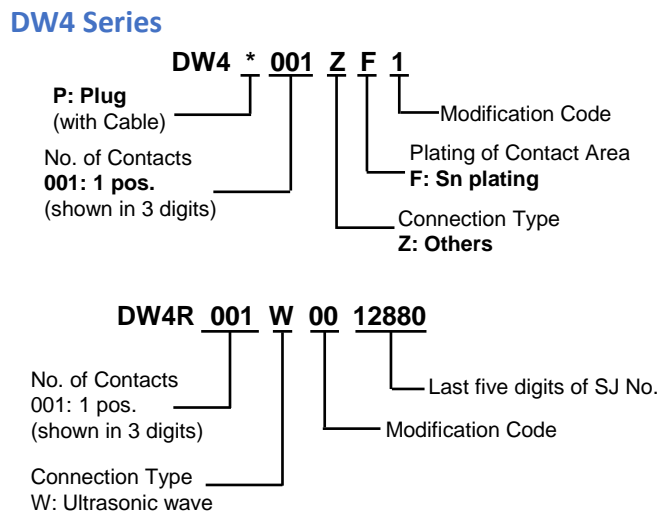 DW4 Series
DW4 * 001 Z F 1
P: Plug
(with Cable)
Modification Code
No. of Contacts
001: 1 pos.
(shown in 3 digits)
Plating of Contact Area
F: Sn plating
Connection Type
Z: Others
DW4R 001 W 00 12880
No. of Contacts
001: 1 pos.
(shown in 3 digits)
Last five digits of SJ No.
Modification Code
Connection Type
W: Ultrasonic wave